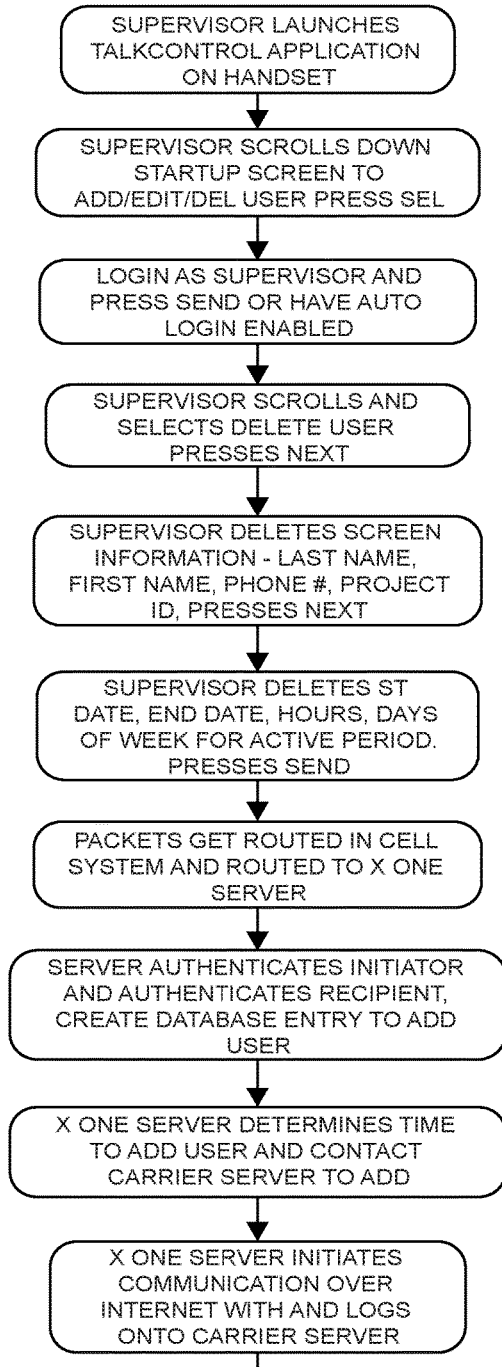 SUPERVISOR LAUNCHES
TALKCONTROL APPLICATION
ON HANDSET
SUPERVISOR SCROLLS DOWN
STARTUP SCREEN TO
ADD/EDIT/DEL USER PRESS SEL
LOGIN AS SUPERVISOR AND
PRESS SEND OR HAVE AUTO
LOGIN ENABLED
SUPERVISOR SCROLLS AND
SELECTS DELETE USER
PRESSES NEXT
SUPERVISOR DELETES SCREEN
INFORMATION - LAST NAME,
FIRST NAME, PHONE #, PROJECT
ID, PRESSES NEXT
SUPERVISOR DELETES ST
DATE, END DATE, HOURS, DAYS
OF WEEK FOR ACTIVE PERIOD.
PRESSES SEND
PACKETS GET ROUTED IN CELL
SYSTEM AND ROUTED TO X ONE
SERVER
SERVER AUTHENTICATES INITIATOR
AND AUTHENTICATES RECIPIENT,
CREATE DATABASE ENTRY TO ADD
USER
X ONE SERVER DETERMINES TIME
TO ADD USER AND CONTACT
CARRIER SERVER TO ADD
X ONE SERVER INITIATES
COMMUNICATION OVER
INTERNET WITH AND LOGS
ONTO CARRIER SERVER